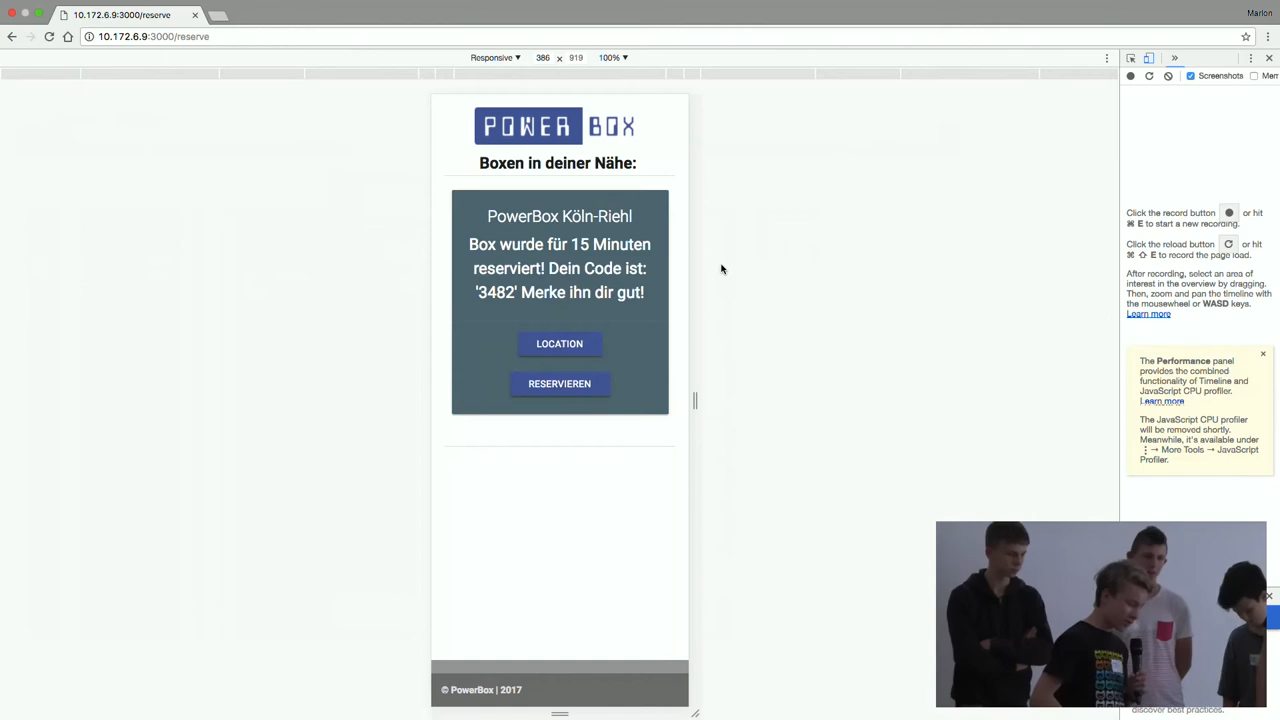 10.172.6.9:3000/reserve
Marlon
10.172.6.9:3000/reserve
Responsive
386 × 919
100%
Screenshots
Mem
POWER BOX
Boxen in deiner Nähe:
PowerBox Köln-Riehl
Box wurde für 15 Minuten
reserviert! Dein Code ist:
'3482' Merke ihn dir gut!
LOCATION
RESERVIEREN
© PowerBox | 2017
Click the record button or hit
⌘ E to start a new recording.
Click the reload button or hit
⌘ ⇧ E to record the page load.
After recording, select an area of
interest in the overview by dragging.
Then, zoom and pan the timeline with
the mousewheel or WASD keys.
Learn more
The Performance panel
provides the combined
functionality of Timeline and
JavaScript CPU profiler.
Learn more
The JavaScript CPU profiler
will be removed shortly.
Meanwhile, it's available under
⋮ → More Tools → JavaScript
Profiler.
discover best practices.